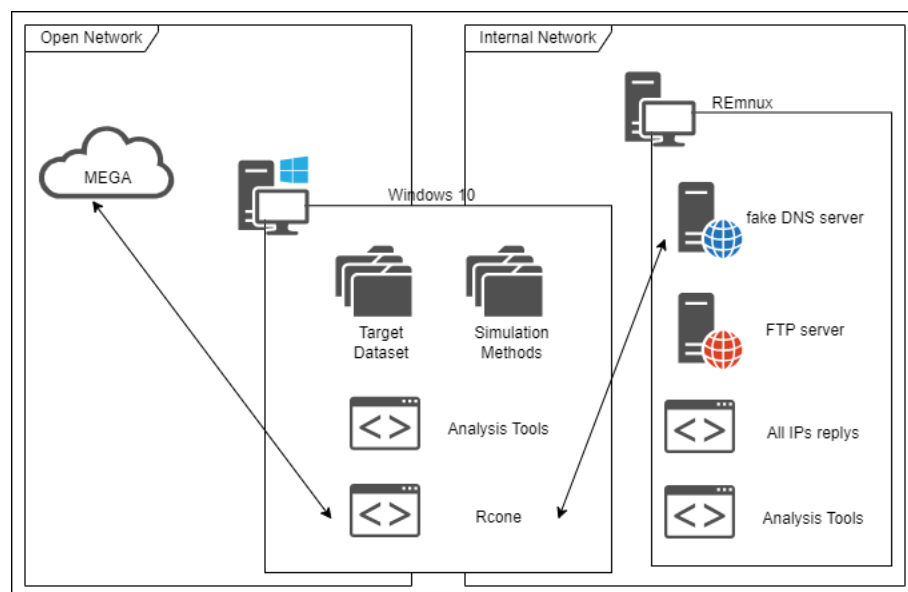 Open Network
Internal Network
REmnux
MEGA
Windows 10
fake DNS server
Target
Dataset
Simulation
Methods
FTP server
Analysis Tools
All IPs replys
Rcone
Analysis Tools